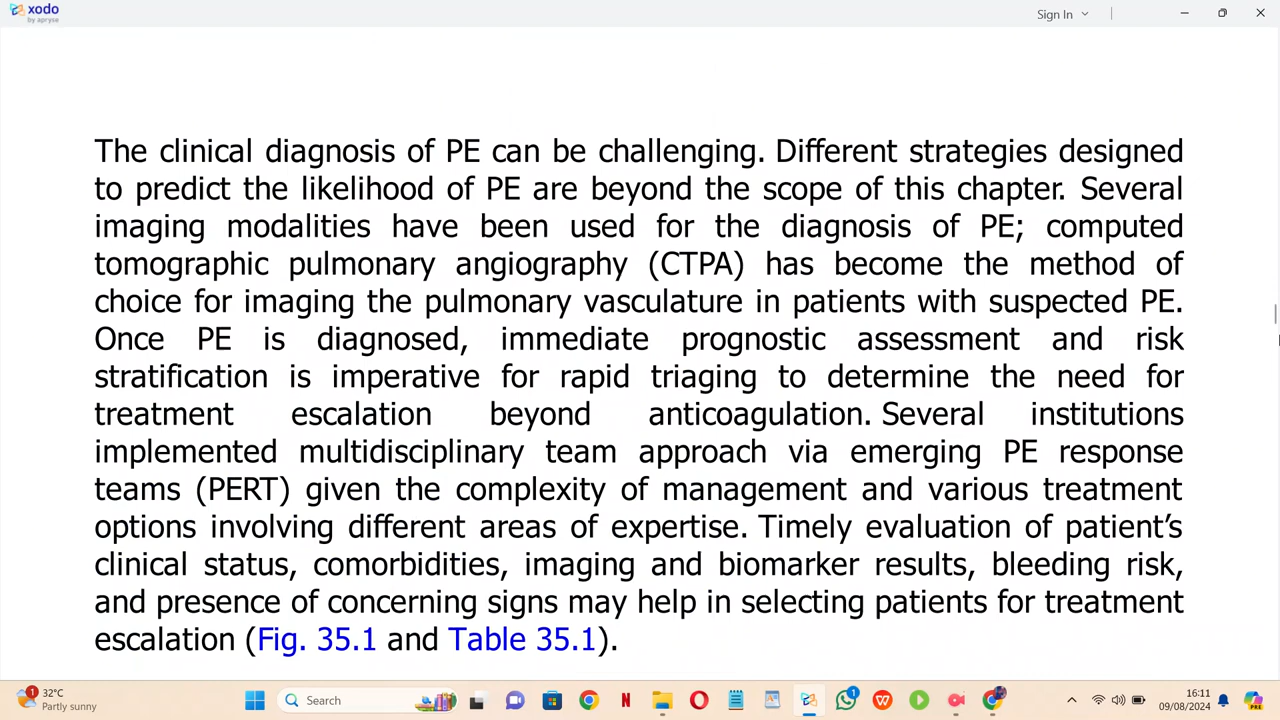 xodo
by apryse
Sign In
The clinical diagnosis of PE can be challenging. Different strategies designed
to predict the likelihood of PE are beyond the scope of this chapter. Several
imaging modalities have been used for the diagnosis of PE; computed
tomographic pulmonary angiography (CTPA) has become the method of
choice for imaging the pulmonary vasculature in patients with suspected PE.
Once PE is diagnosed, immediate prognostic assessment and risk
stratification is imperative for rapid triaging to determine the need for
treatment escalation beyond anticoagulation. Several institutions
implemented multidisciplinary team approach via emerging PE response
teams (PERT) given the complexity of management and various treatment
options involving different areas of expertise. Timely evaluation of patient’s
clinical status, comorbidities, imaging and biomarker results, bleeding risk,
and presence of concerning signs may help in selecting patients for treatment
escalation (Fig. 35.1 and Table 35.1).
1
32°C
Partly sunny
Search
1
16:11
09/08/2024
PRE